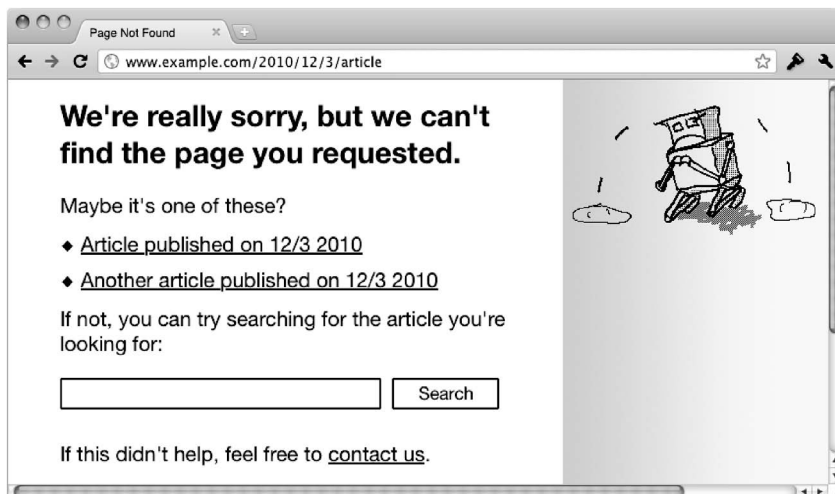 Page Not Found
www.example.com/2010/12/3/article
We're really sorry, but we can't
find the page you requested.
Maybe it's one of these?
◆ Article published on 12/3 2010
◆ Another article published on 12/3 2010
If not, you can try searching for the article you're
looking for:
Search
If this didn't help, feel free to contact us.